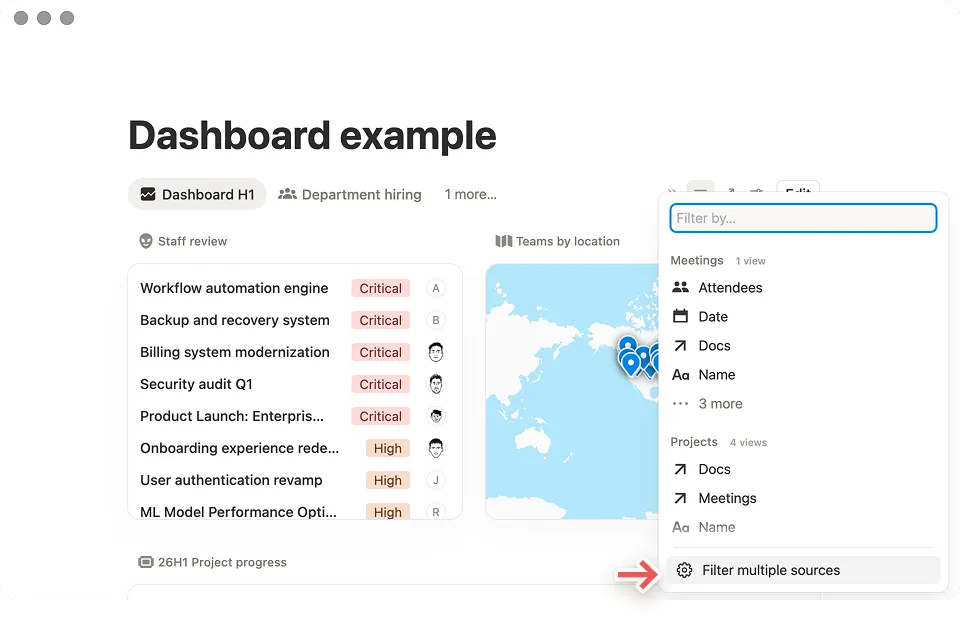 Dashboard example
Dashboard H1
Department hiring
1 more...
Edit
Staff review
Workflow automation engine Critical A
Backup and recovery system Critical B
Billing system modernization Critical
Security audit Q1 Critical
Product Launch: Enterpris... Critical
Onboarding experience rede... High
User authentication revamp High J
ML Model Performance Opti... High R
Teams by location
26H1 Project progress
Filter by...
Meetings 1 view
Attendees
Date
Docs
Aa Name
3 more
Projects 4 views
Docs
Meetings
Aa Name
Filter multiple sources